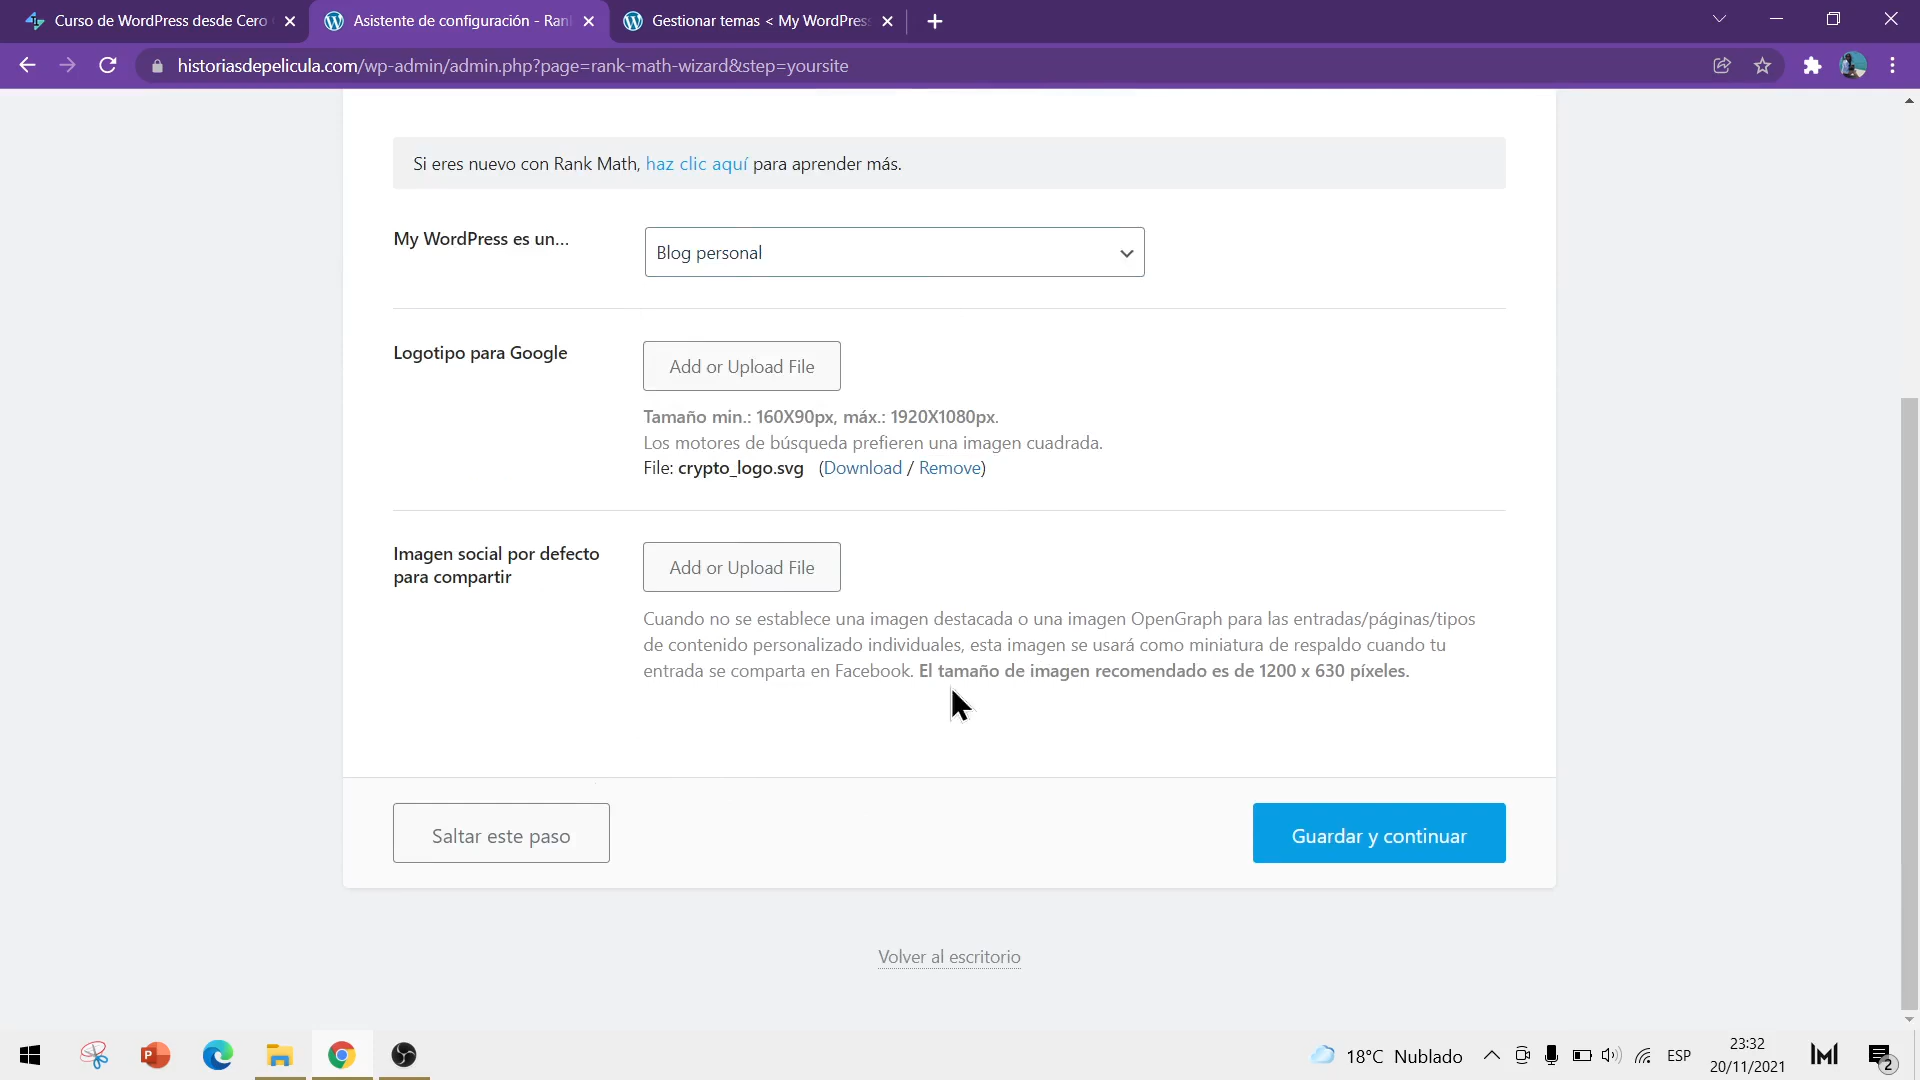 Curso de WordPress desde Cero
Asistente de configuración - Ran
Gestionar temas < My WordPress
historiasdepelicula.com/wp-admin/admin.php?page=rank-math-wizard&step=yoursite
Si eres nuevo con Rank Math, haz clic aquí para aprender más.
My WordPress es un…
Blog personal
Logotipo para Google
Add or Upload File
Tamaño min.: 160X90px, máx.: 1920X1080px.
Los motores de búsqueda prefieren una imagen cuadrada.
File: crypto_logo.svg (Download / Remove)
Imagen social por defecto
para compartir
Add or Upload File
Cuando no se establece una imagen destacada o una imagen OpenGraph para las entradas/páginas/tipos
de contenido personalizado individuales, esta imagen se usará como miniatura de respaldo cuando tu
entrada se comparta en Facebook. El tamaño de imagen recomendado es de 1200 x 630 píxeles.
Saltar este paso
Guardar y continuar
Volver al escritorio
18°C Nublado
ESP
23:32
20/11/2021
2